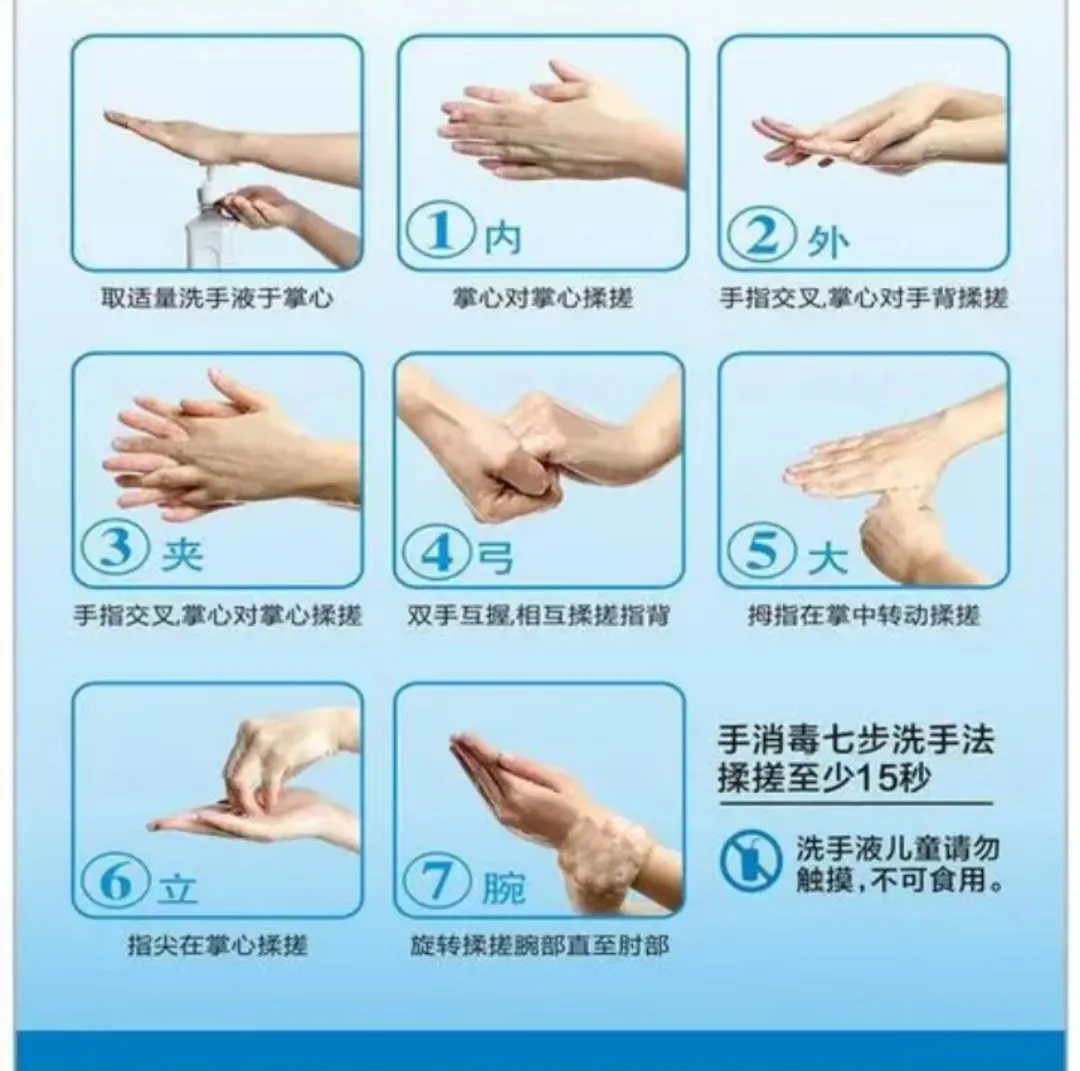 ① 内
② 外
取适量洗手液于掌心
掌心对掌心揉搓
手指交叉,掌心对手背揉搓
③ 夹
④ 弓
⑤ 大
手指交叉,掌心对掌心揉搓
双手互握,相互揉搓指背
拇指在掌中转动揉搓
⑥ 立
⑦ 腕
指尖在掌心揉搓
旋转揉搓腕部直至肘部
手消毒七步洗手法
揉搓至少15秒
洗手液儿童请勿
触摸,不可食用。